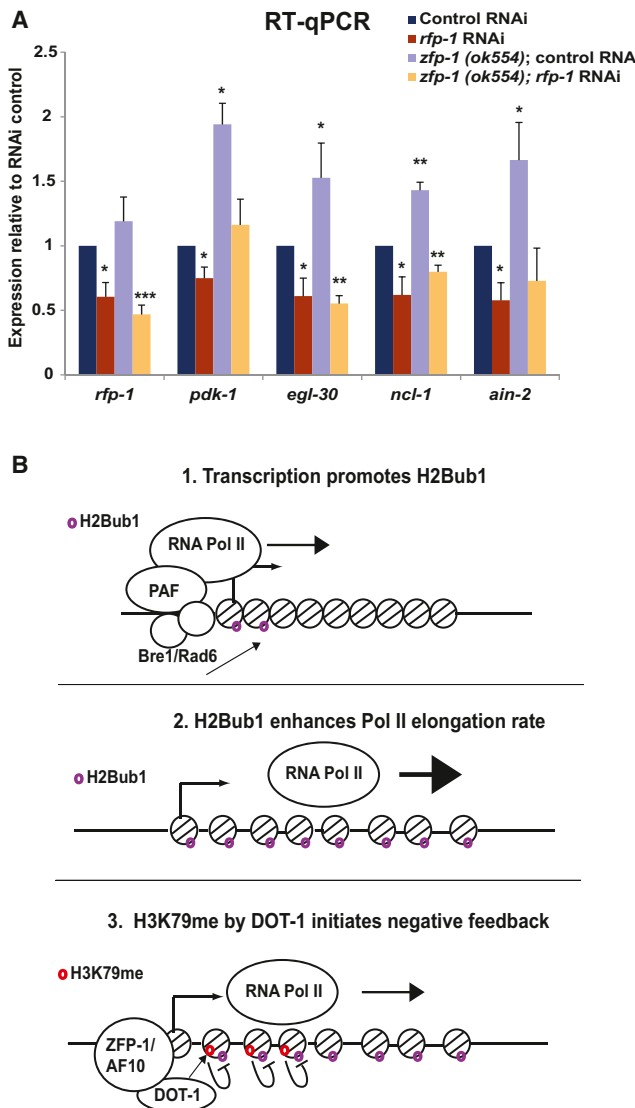 A
RT-qPCR
Control RNAi
rfp-1 RNAi
zfp-1 (ok554); control RNA
zfp-1 (ok554); rfp-1 RNAi
Expression relative to RNAi control
2.5
2
1.5
1
0.5
0
* *** * * * * ** * ** ** * *
rfp-1 pdk-1 egl-30 ncl-1 ain-2
B
1. Transcription promotes H2Bub1
H2Bub1
RNA Pol II
PAF
Bre1/Rad6
2. H2Bub1 enhances Pol II elongation rate
H2Bub1
RNA Pol II
3. H3K79me by DOT-1 initiates negative feedback
H3K79me
RNA Pol II
ZFP-1/
AF10
DOT-1